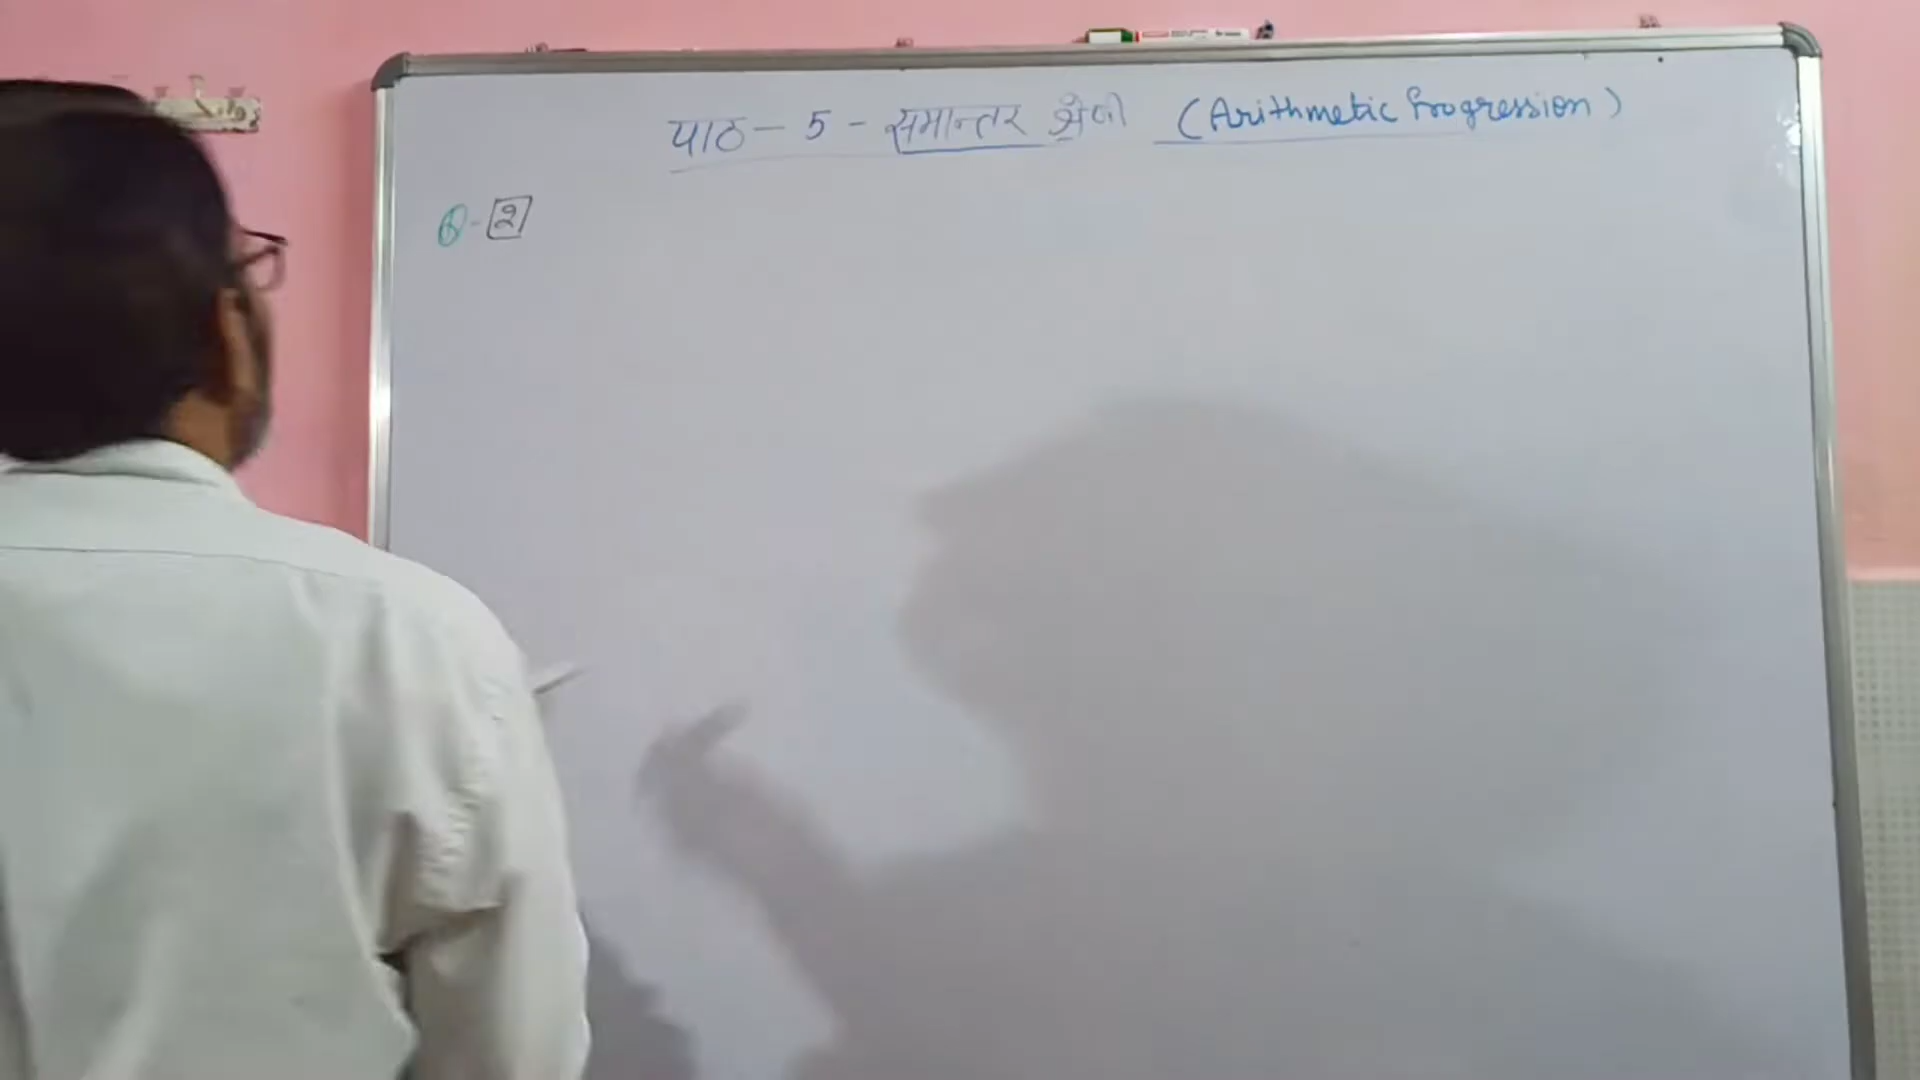 पाठ - 5 - समान्तर श्रेणी (Arithmetic Progression)
Q - 2